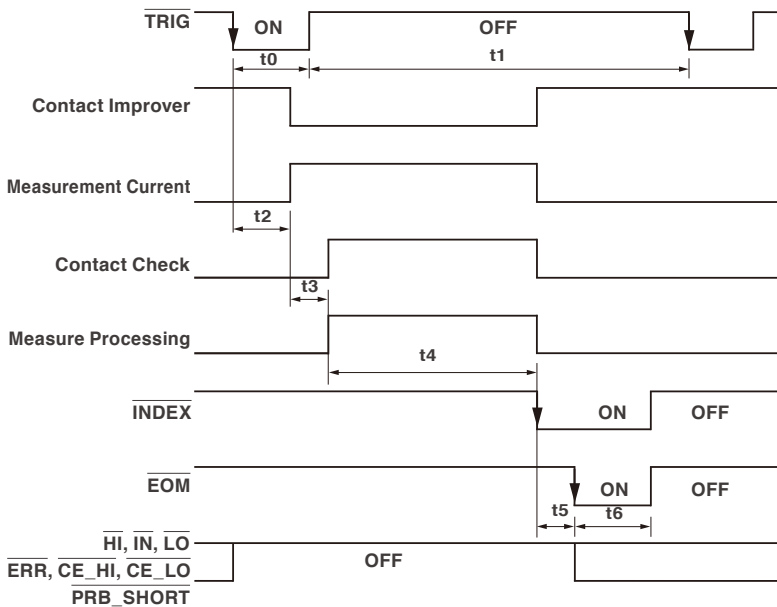 TRIG
ON
OFF
t0
t1
Contact Improver
Measurement Current
t2
Contact Check
t3
Measure Processing
t4
INDEX
ON
OFF
EOM
ON
OFF
t5
t6
HI, IN, LO
ERR, CE_HI, CE_LO
OFF
PRB_SHORT